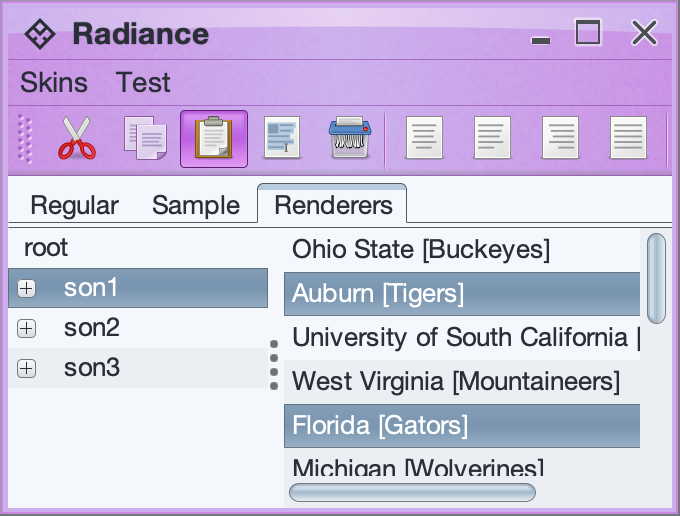 Radiance
Skins Test
Regular Sample Renderers
root
son1
son2
son3
Ohio State [Buckeyes]
Auburn [Tigers]
University of South California [
West Virginia [Mountaineers]
Florida [Gators]
Michigan [Wolverines]